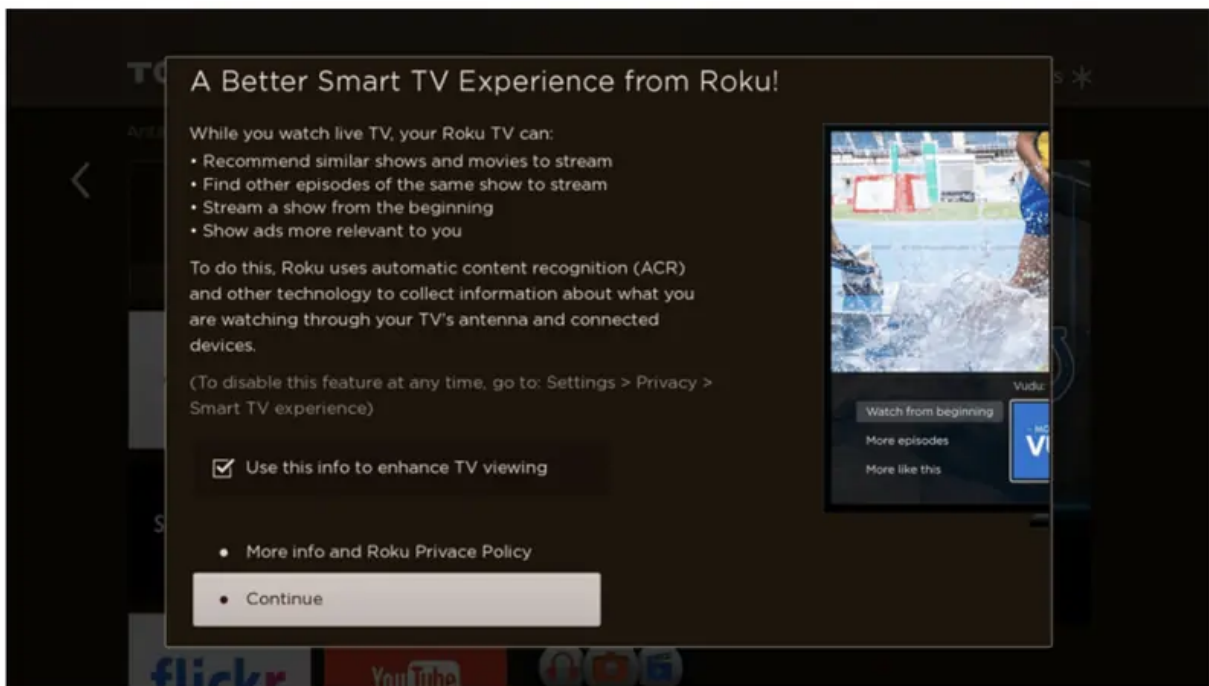 A Better Smart TV Experience from Roku!
While you watch live TV, your Roku TV can:
• Recommend similar shows and movies to stream
• Find other episodes of the same show to stream
• Stream a show from the beginning
• Show ads more relevant to you
To do this, Roku uses automatic content recognition (ACR)
and other technology to collect information about what you
are watching through your TV's antenna and connected
devices.
(To disable this feature at any time, go to: Settings > Privacy >
Smart TV experience)
Use this info to enhance TV viewing
• More info and Roku Privace Policy
• Continue
Vudu:
Watch from beginning
More episodes
More like this
flickr
YouTube